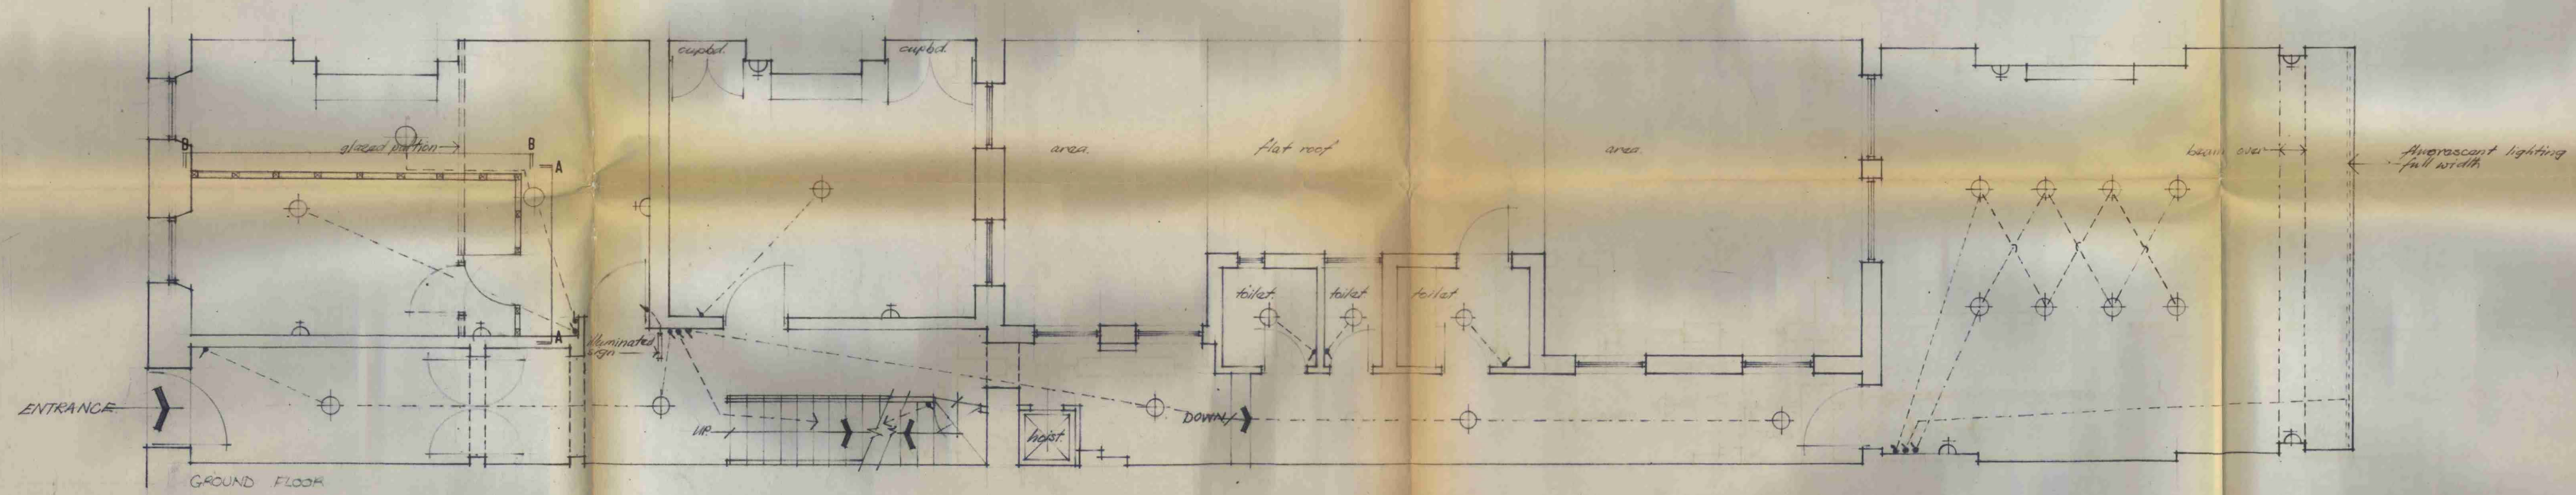 cupbd.
cupbd.
glazed partion
B
B
A
area.
flat roof
area.
beam over
fluorescent lighting
full width
toilet.
toilet
toilet
A
illuminated
sign
ENTRANCE
UP
hoist.
DOWN
GROUND FLOOR